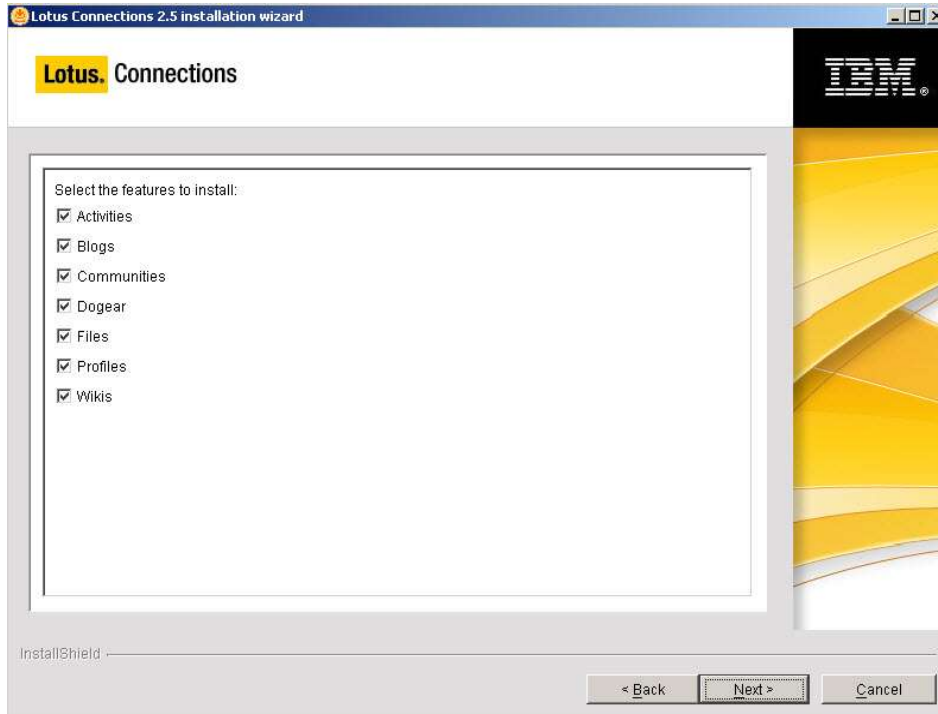 Lotus Connections 2.5 installation wizard
Lotus. Connections
IBM®
Select the features to install:
Activities
Blogs
Communities
Dogear
Files
Profiles
Wikis
InstallShield
< Back
Next >
Cancel